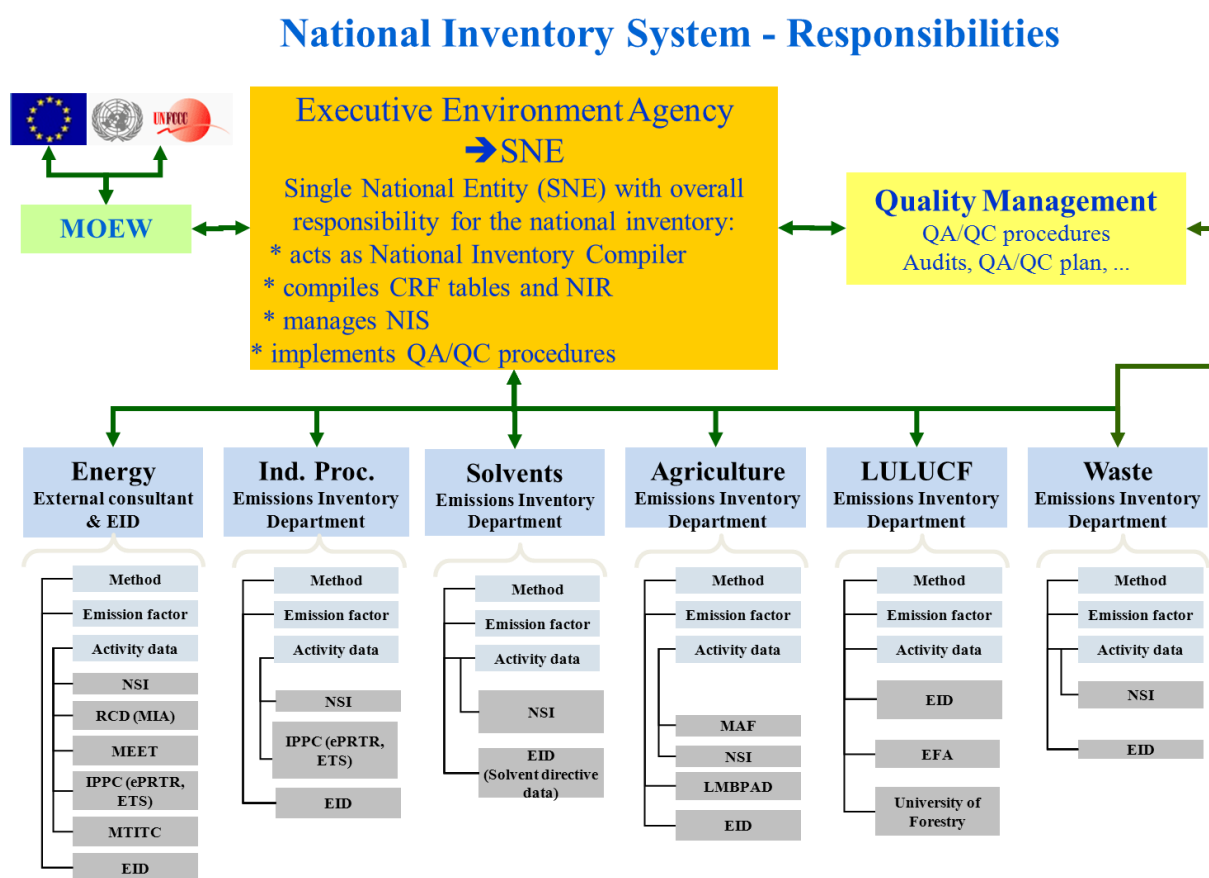 National Inventory System - Responsibilities
UNFCCC
MOEW
Executive Environment Agency
➔SNE
Single National Entity (SNE) with overall
responsibility for the national inventory:
* acts as National Inventory Compiler
* compiles CRF tables and NIR
* manages NIS
* implements QA/QC procedures
Quality Management
QA/QC procedures
Audits, QA/QC plan, ...
Energy
External consultant
& EID
Method
Emission factor
Activity data
NSI
RCD (MIA)
MEET
IPPC (ePRTR,
ETS)
MTITC
EID
Ind. Proc.
Emissions Inventory
Department
Method
Emission factor
Activity data
NSI
IPPC (ePRTR,
ETS)
EID
Solvents
Emissions Inventory
Department
Method
Emission factor
Activity data
NSI
EID
(Solvent directive
data)
Agriculture
Emissions Inventory
Department
Method
Emission factor
Activity data
MAF
NSI
LMBPAD
EID
LULUCF
Emissions Inventory
Department
Method
Emission factor
Activity data
EID
EFA
University of
Forestry
Waste
Emissions Inventory
Department
Method
Emission factor
Activity data
NSI
EID